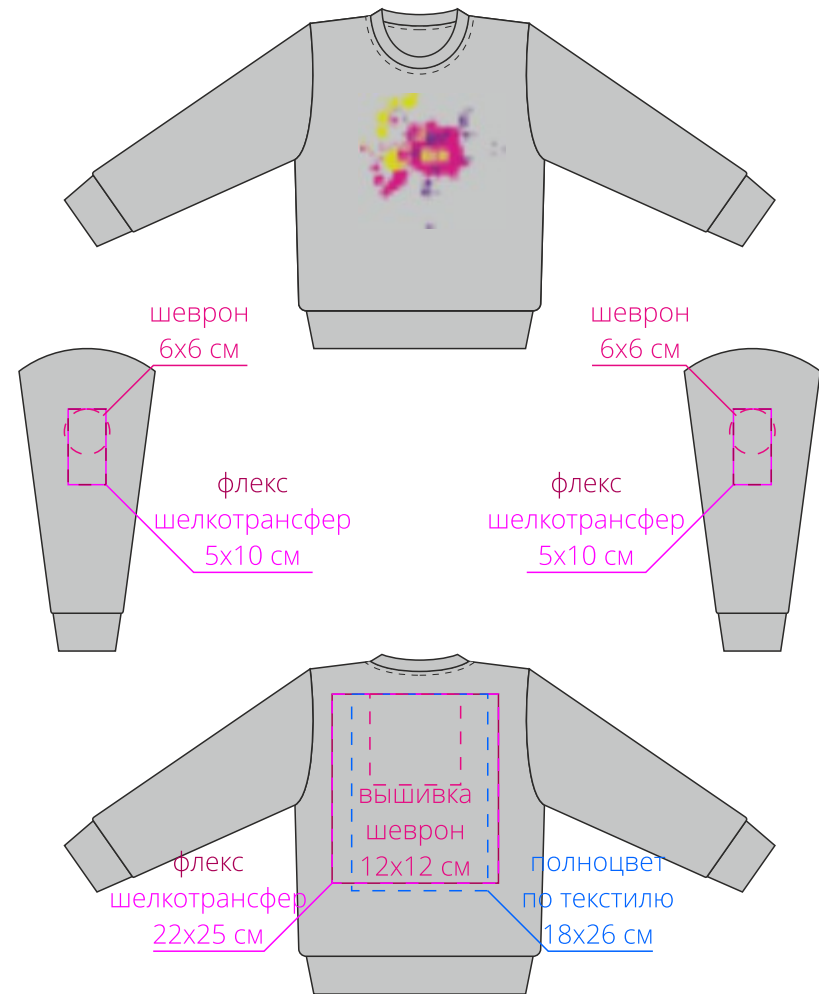 шеврон
6х6 см
шеврон
6х6 см
флекс
шелкотрансфер
5х10 см
флекс
шелкотрансфер
5х10 см
вышивка
шеврон
12х12 см
флекс
шелкотрансфер
22х25 см
полноцвет
по текстилю
18х26 см